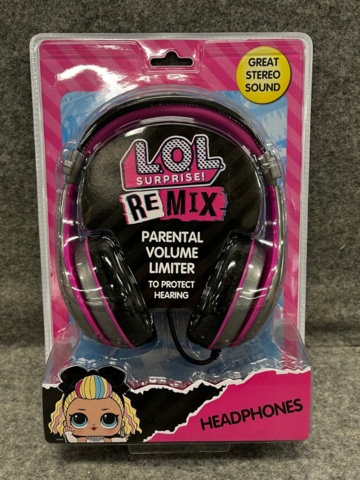 GREAT
STEREO
SOUND
L.O.L
SURPRISE!
REMIX
PARENTAL
VOLUME
LIMITER
TO PROTECT
HEARING
HEADPHONES